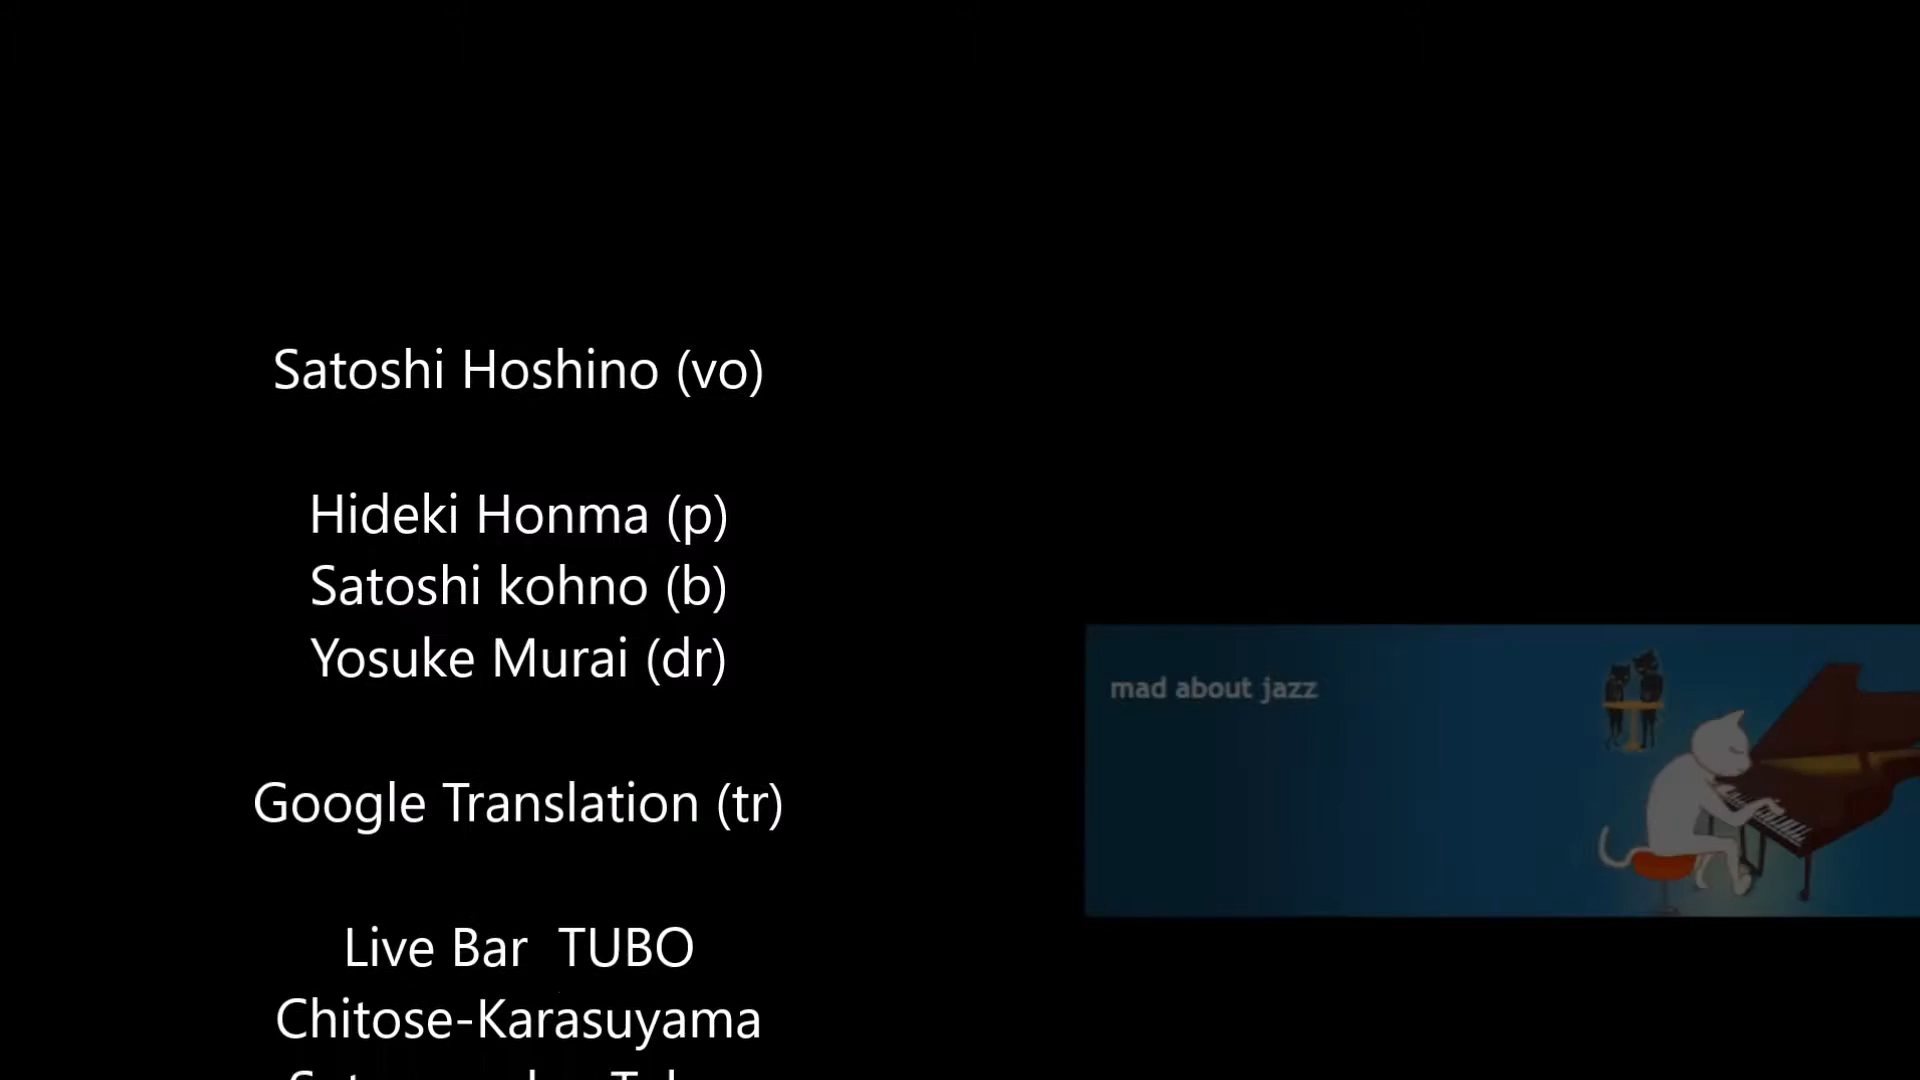 Satoshi Hoshino (vo)
Hideki Honma (p)
Satoshi kohno (b)
Yosuke Murai (dr)
mad about jazz
Google Translation (tr)
Live Bar  TUBO
Chitose-Karasuyama